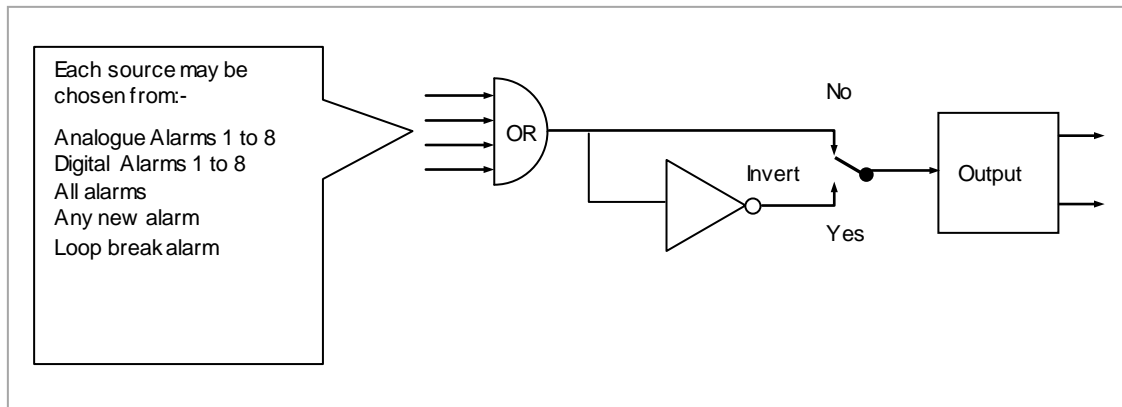 Each source may be
chosen from:-
Analogue Alarms 1 to 8
Digital Alarms 1 to 8
All alarms
Any new alarm
Loop break alarm
OR
No
Invert
Yes
Output